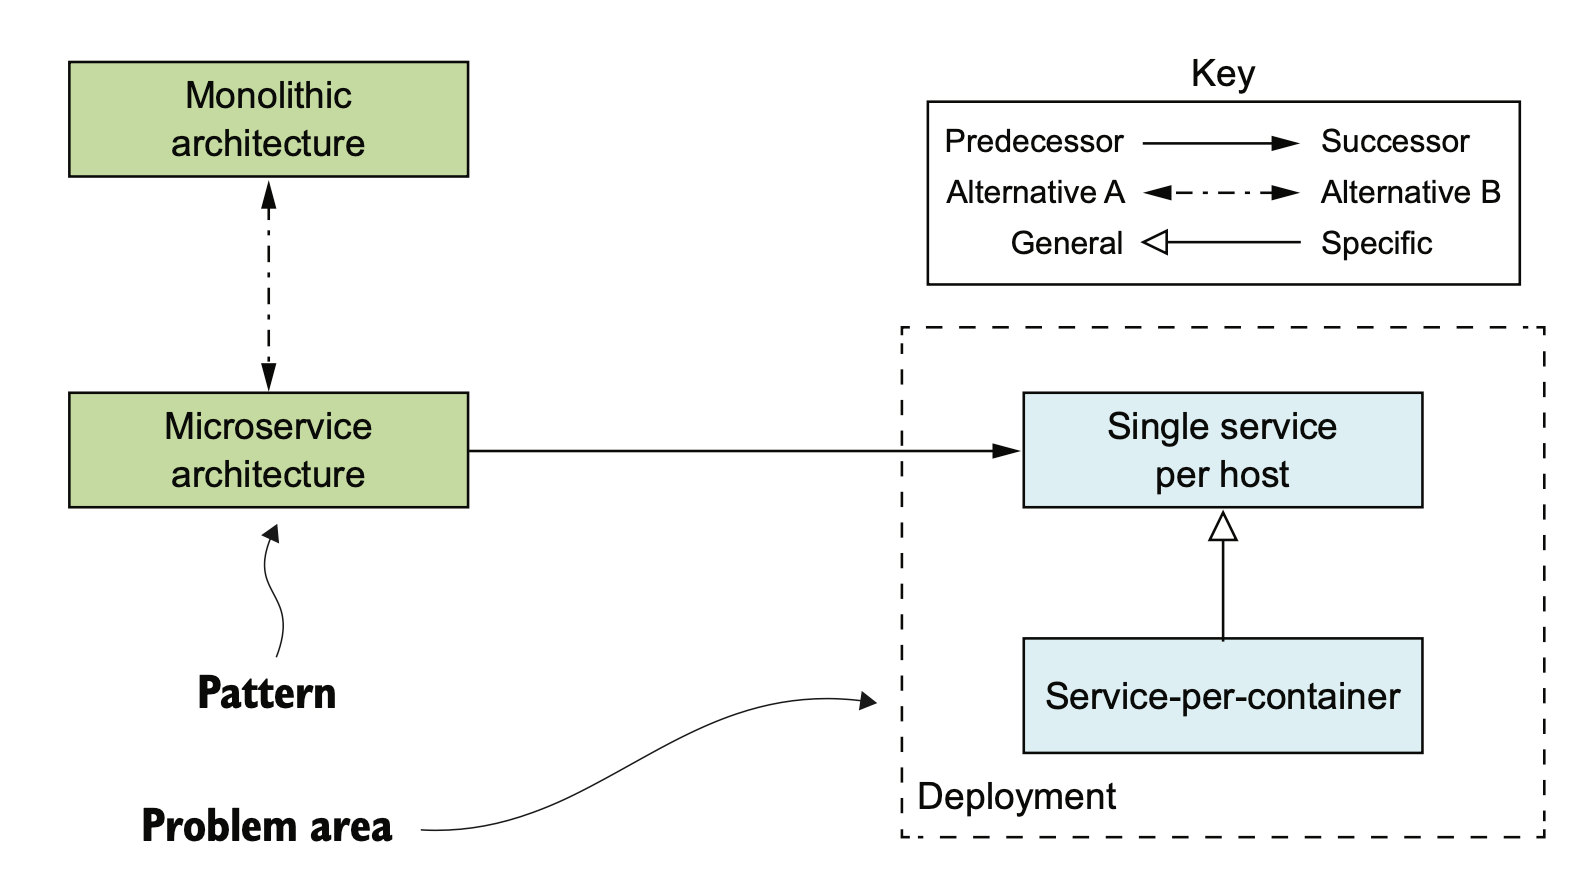 Monolithic
architecture
Key
Predecessor Successor
Alternative A Alternative B
General Specific
Microservice
architecture
Single service
per host
Pattern
Service-per-container
Problem area
Deployment